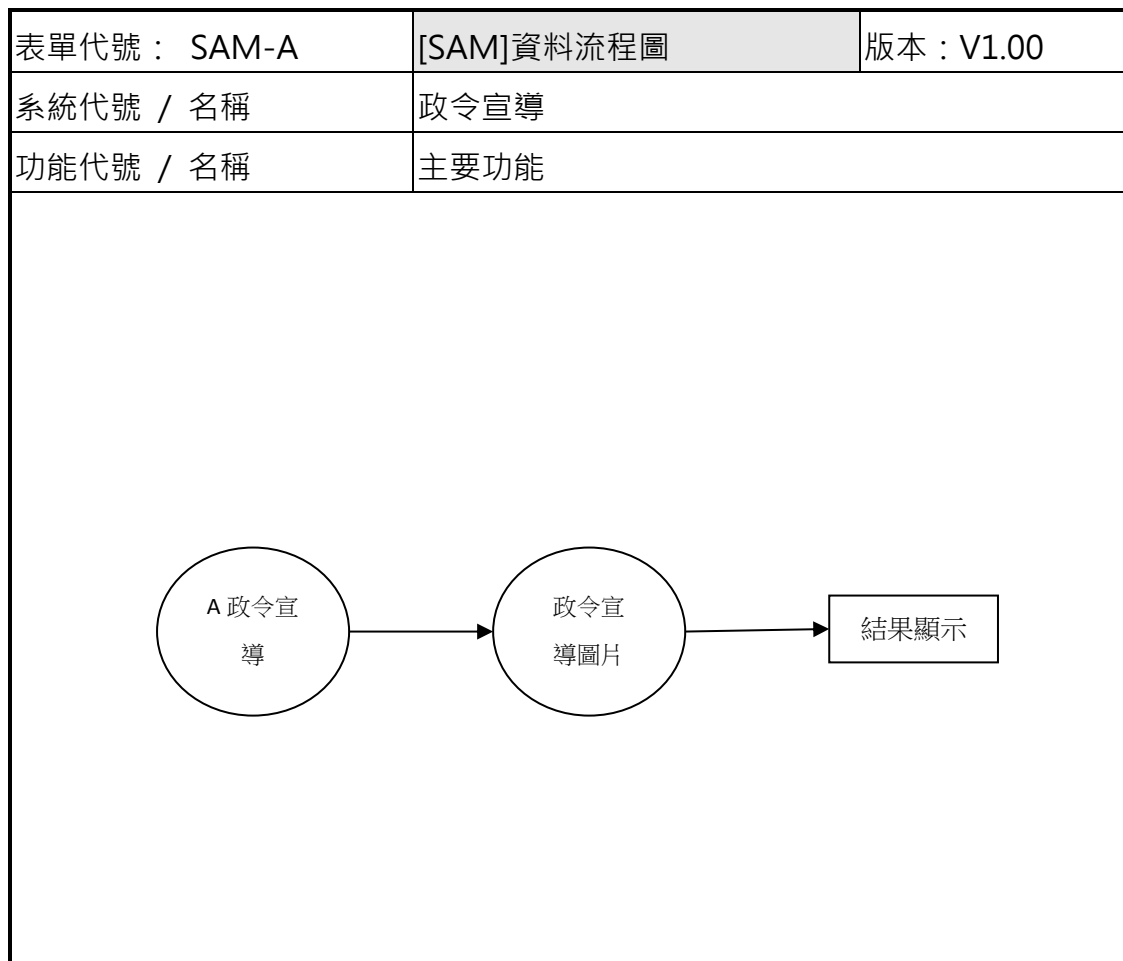 表單代號： SAM-A
[SAM]資料流程圖
版本：V1.00
系統代號 / 名稱
政令宣導
功能代號 / 名稱
主要功能
A 政令宣
導
政令宣
導圖片
結果顯示